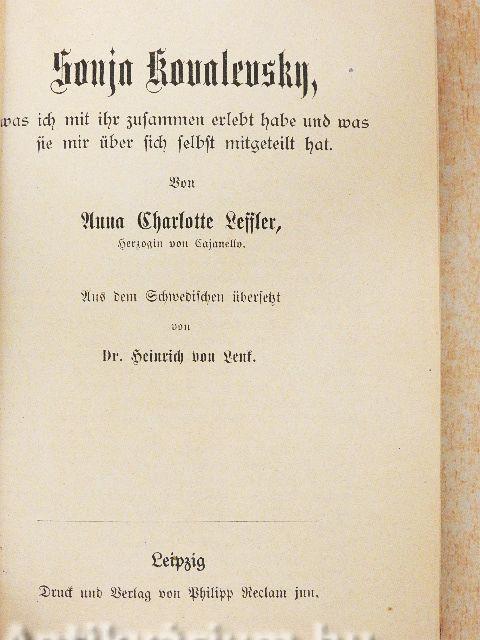 Sonja Kovalevsky,
was ich mit ihr zusammen erlebt habe und was
sie mir über sich selbst mitgeteilt hat.
Von
Anna Charlotte Leffler,
Herzogin von Cajanello.
Aus dem Schwedischen übersetzt
von
Dr. Heinrich von Lenk.
Leipzig
Druck und Verlag von Philipp Reclam jun.